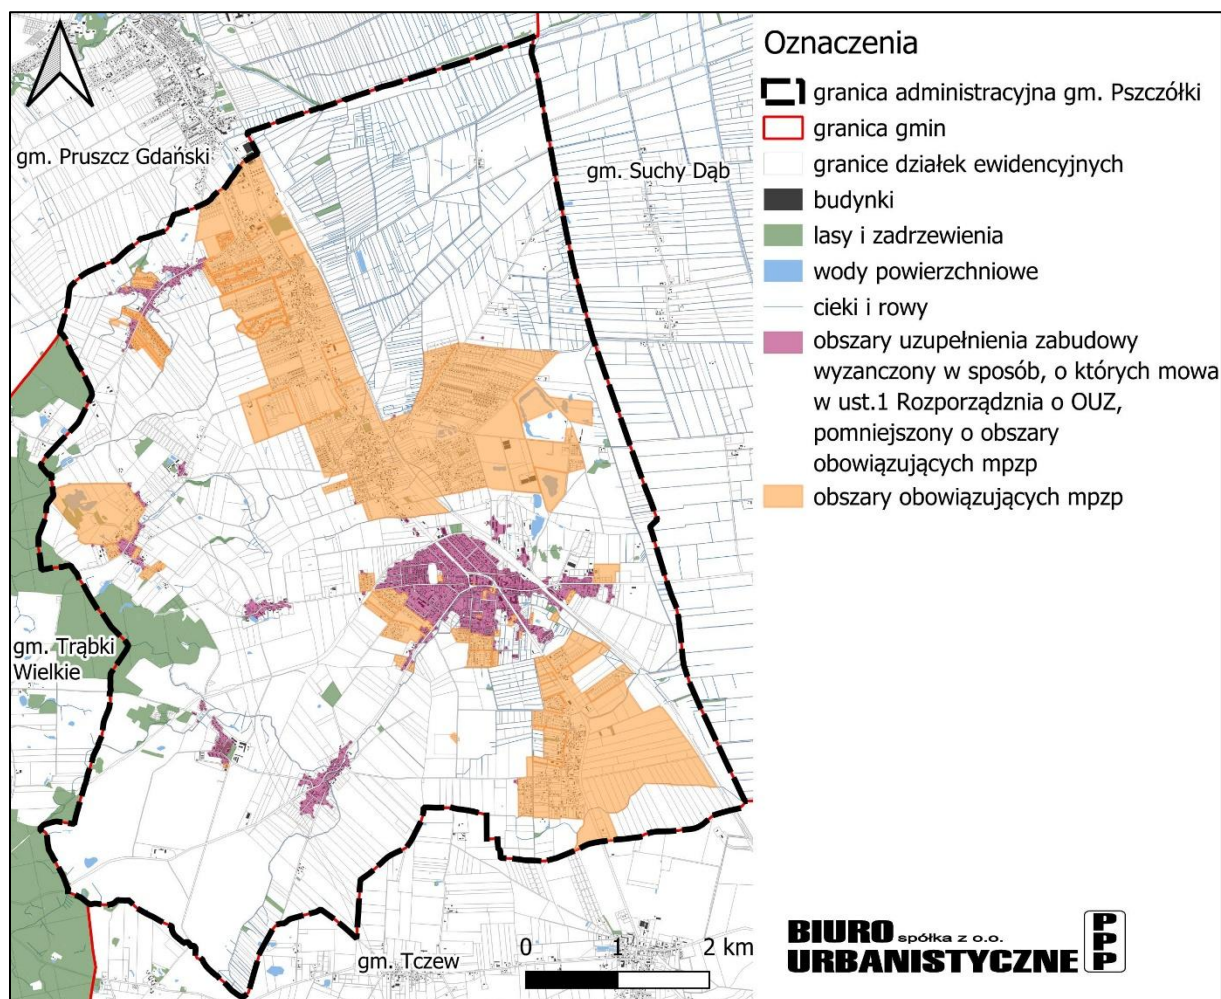 gm. Pruszcz Gdański
gm. Suchy Dąb
gm. Trąbki
Wielkie
gm. Tczew
0 1 2 km
Oznaczenia
granica administracyjna gm. Pszczółki
granica gmin
granice działek ewidencyjnych
budynki
lasy i zadrzewienia
wody powierzchniowe
cieki i rowy
obszary uzupełnienia zabudowy
wyzanczony w sposób, o których mowa
w ust.1 Rozporządznia o OUZ,
pomniejszony o obszary
obowiązujących mpzp
obszary obowiązujących mpzp
BIURO spółka z o.o.
URBANISTYCZNE
P
P
P